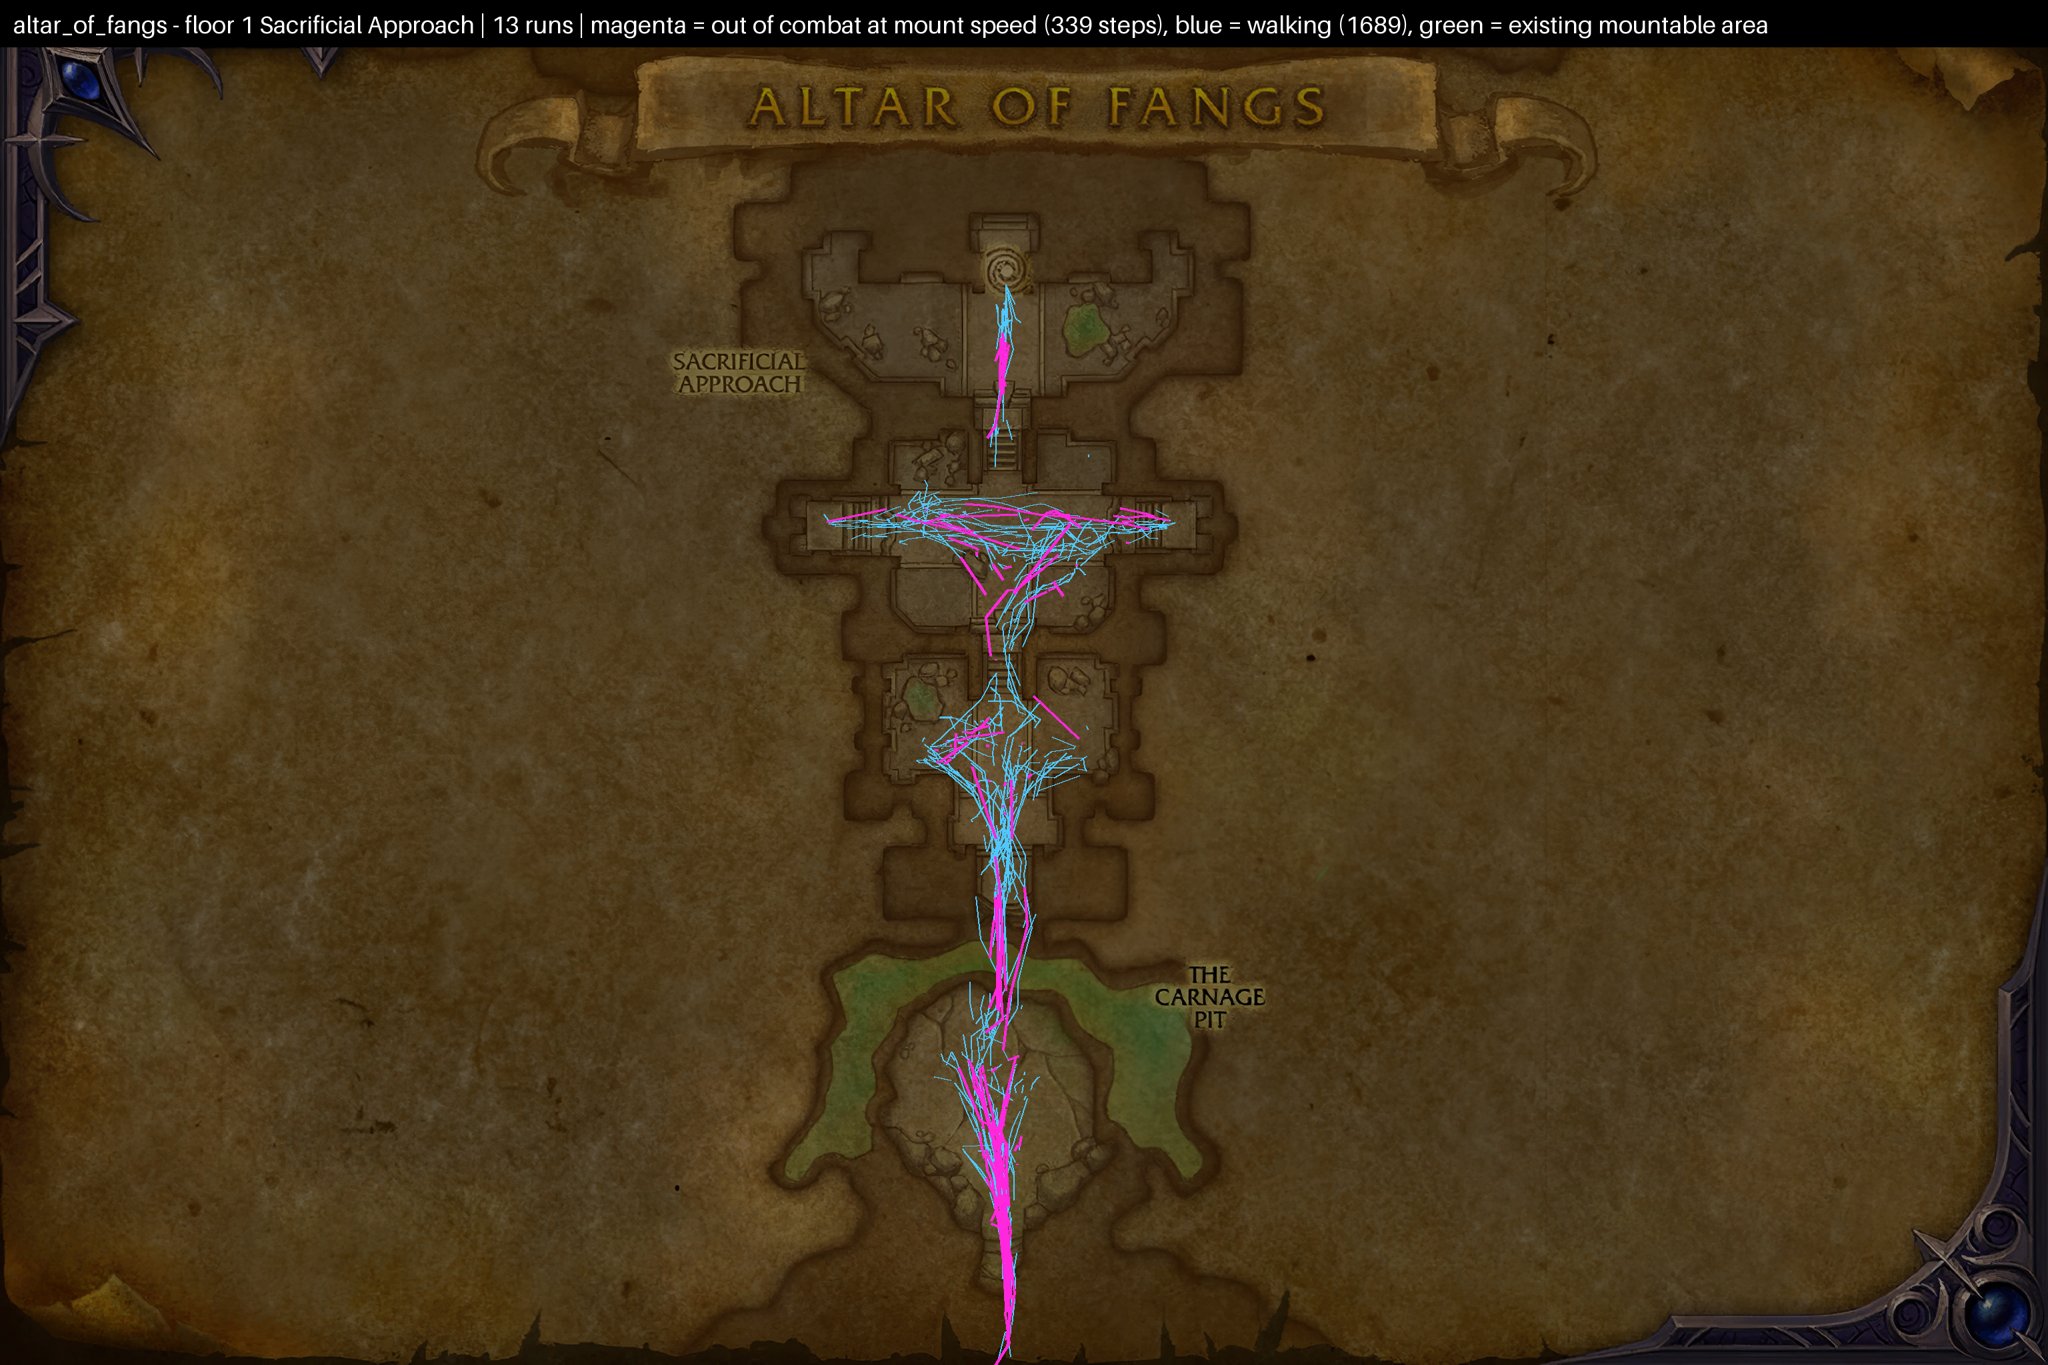 altar_of_fangs - floor 1 Sacrificial Approach | 13 runs | magenta = out of combat at mount speed (339 steps), blue = walking (1689), green = existing mountable area
ALTAR OF FANGS
SACRIFICIAL
APPROACH
THE
CARNAGE
PIT